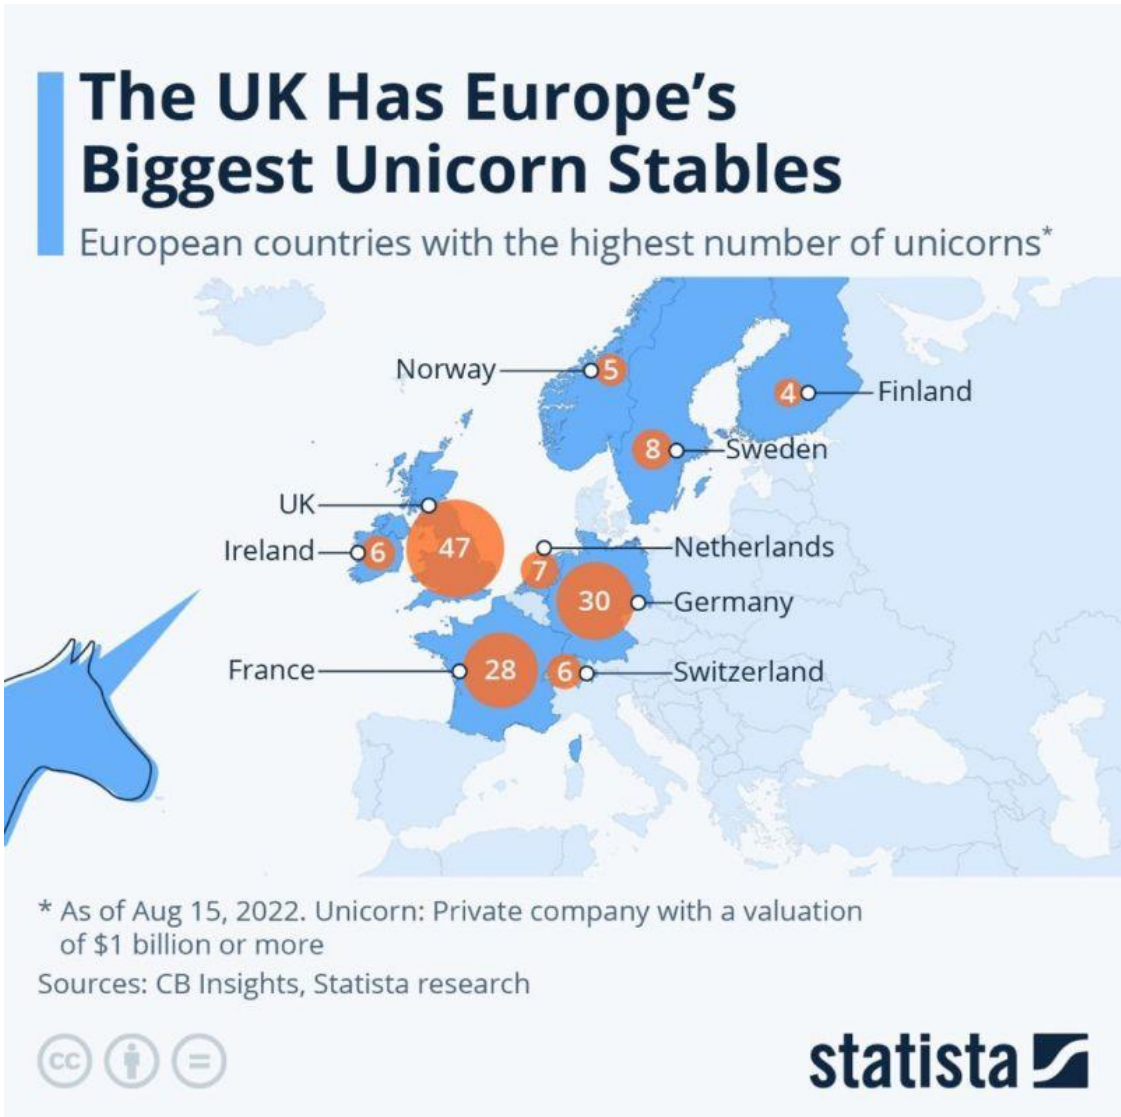 The UK Has Europe's
Biggest Unicorn Stables
European countries with the highest number of unicorns*
Norway 5
4 Finland
8 Sweden
UK 47
Ireland 6
Netherlands 7
30 Germany
France 28
6 Switzerland
* As of Aug 15, 2022. Unicorn: Private company with a valuation
of $1 billion or more
Sources: CB Insights, Statista research
cc
statista